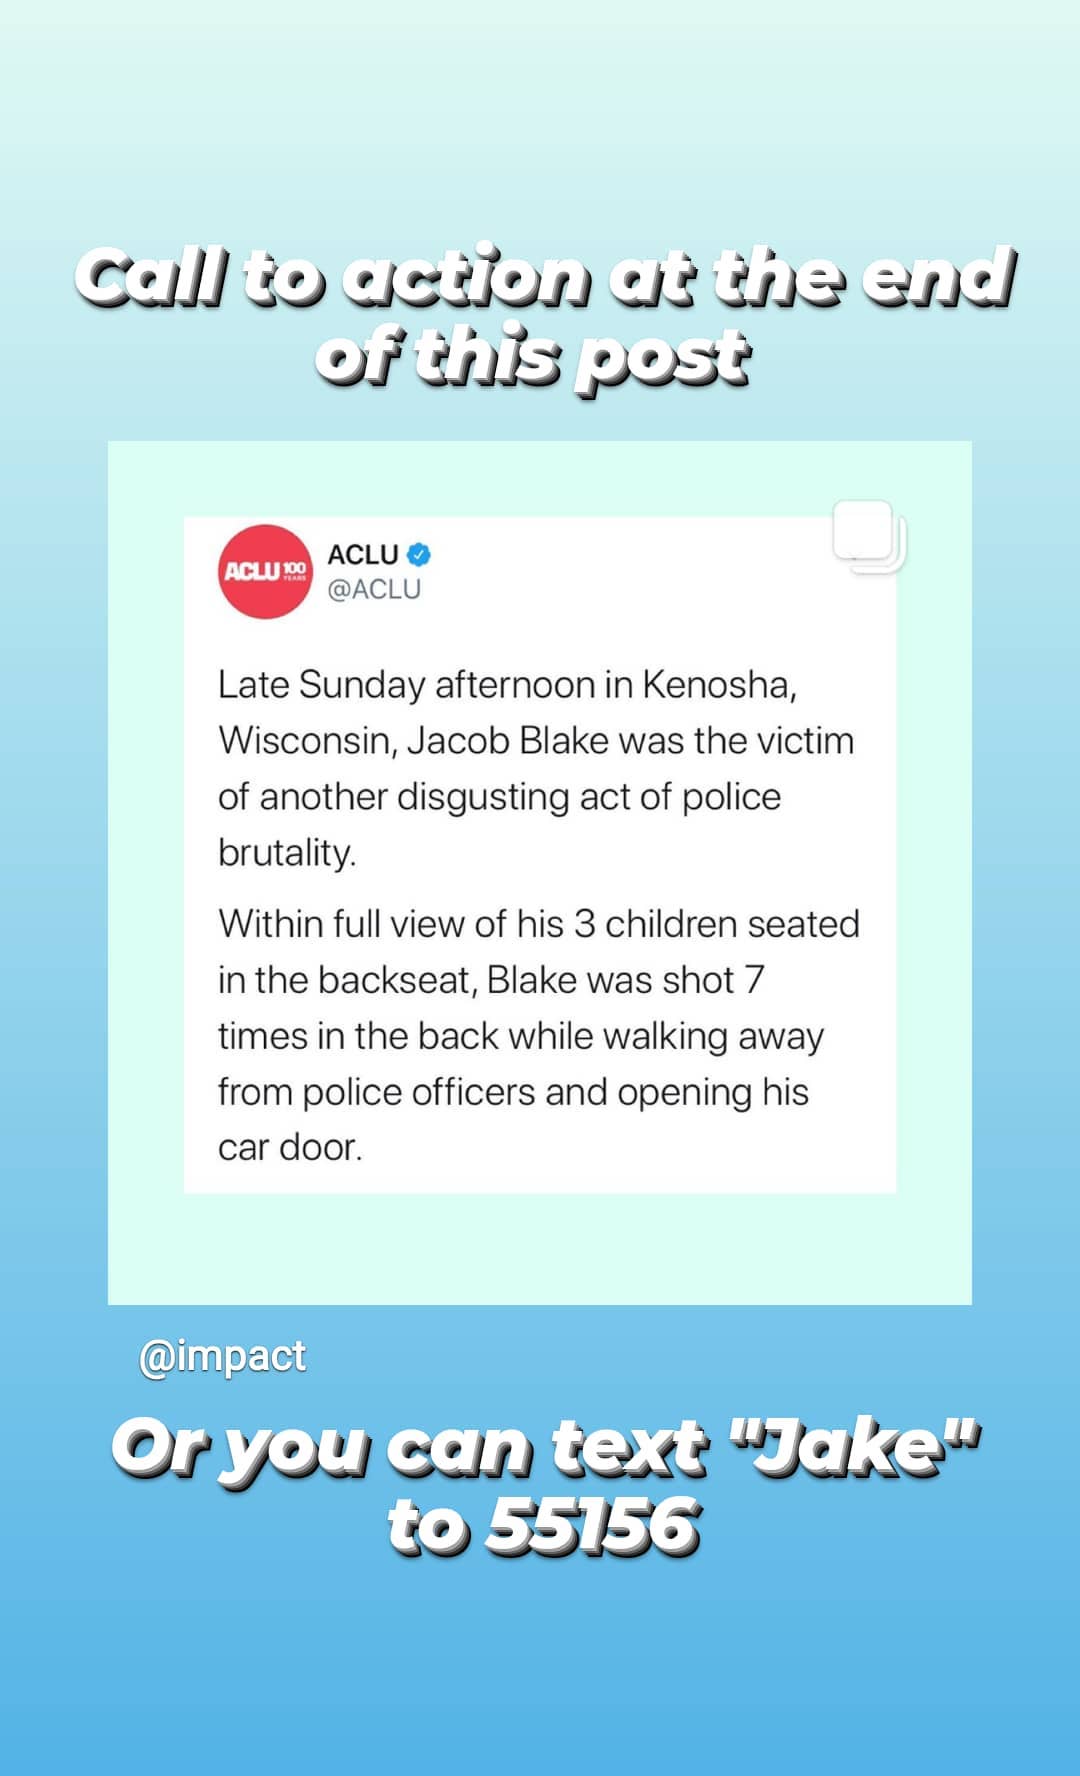 Call to action at the end
of this post
ACLU 100
YEARS
ACLU
@ACLU
Late Sunday afternoon in Kenosha,
Wisconsin, Jacob Blake was the victim
of another disgusting act of police
brutality.
Within full view of his 3 children seated
in the backseat, Blake was shot 7
times in the back while walking away
from police officers and opening his
car door.
@impact
Or you can text "Jake"
to 55156